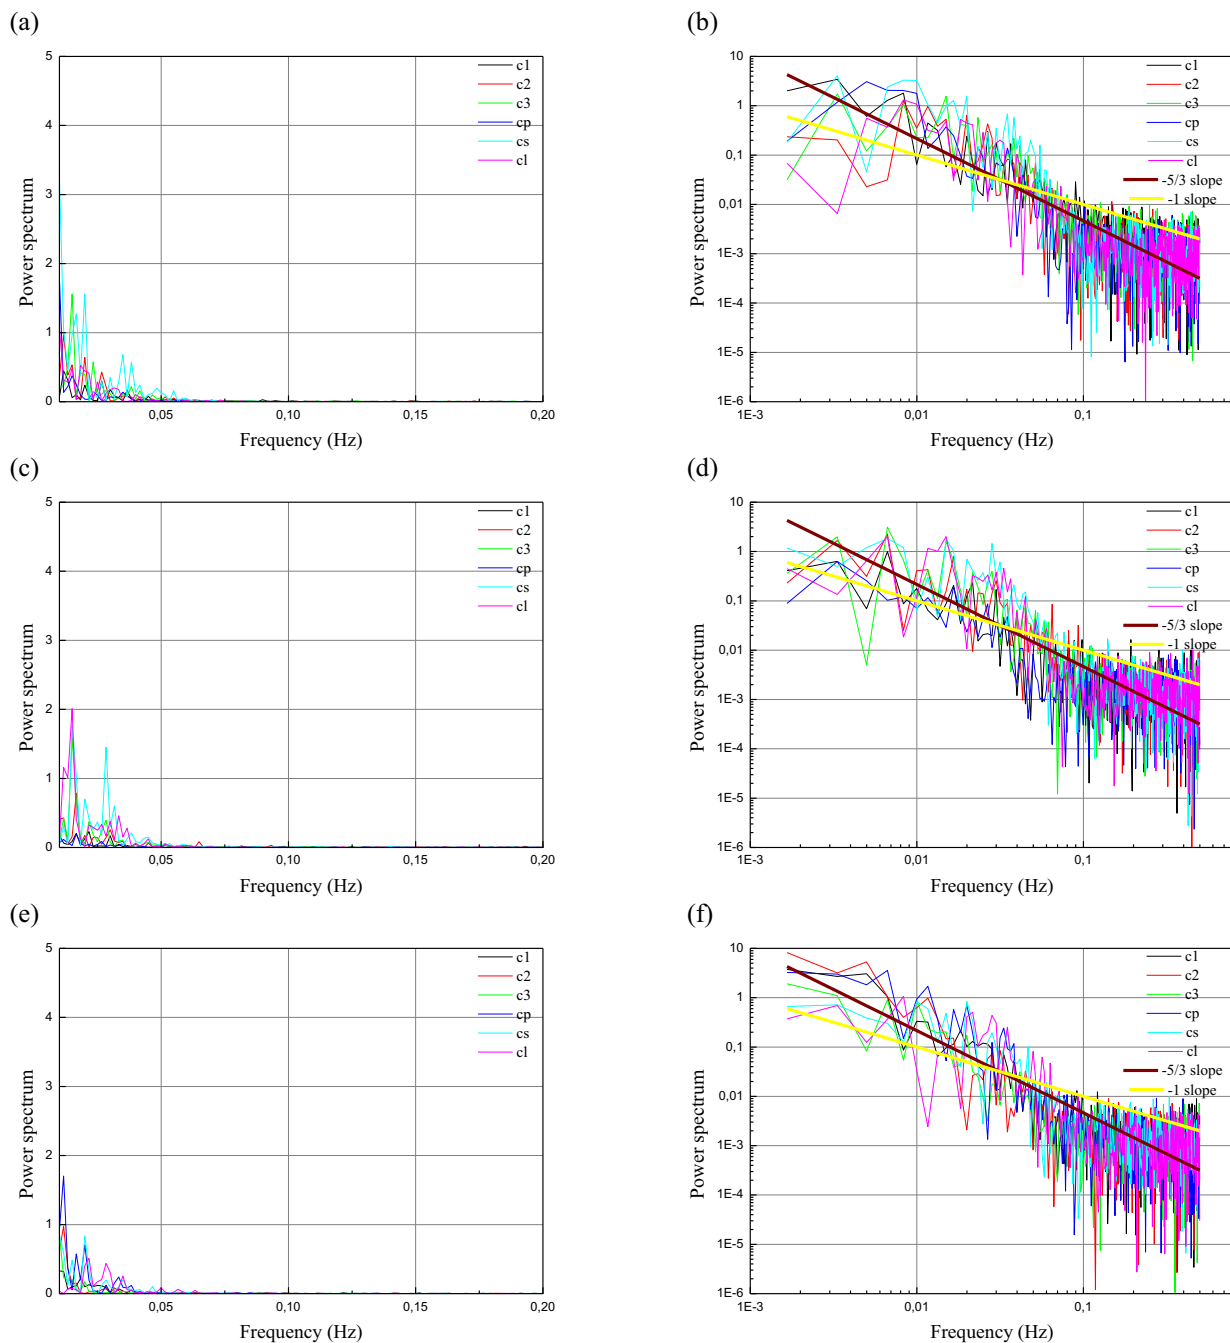 (a)
5
4
3
2
1
0
0,05
0,10
0,15
0,20
Power spectrum
Frequency (Hz)
c1
c2
c3
cp
cs
cl
(b)
10
1
0,1
0,01
1E-3
1E-4
1E-5
1E-6
1E-3
0,01
0,1
Power spectrum
Frequency (Hz)
c1
c2
c3
cp
cs
cl
-5/3 slope
-1 slope
(c)
5
4
3
2
1
0
0,05
0,10
0,15
0,20
Power spectrum
Frequency (Hz)
c1
c2
c3
cp
cs
cl
(d)
10
1
0,1
0,01
1E-3
1E-4
1E-5
1E-6
1E-3
0,01
0,1
Power spectrum
Frequency (Hz)
c1
c2
c3
cp
cs
cl
-5/3 slope
-1 slope
(e)
5
4
3
2
1
0
0,05
0,10
0,15
0,20
Power spectrum
Frequency (Hz)
c1
c2
c3
cp
cs
cl
(f)
10
1
0,1
0,01
1E-3
1E-4
1E-5
1E-6
1E-3
0,01
0,1
Power spectrum
Frequency (Hz)
c1
c2
c3
cp
cs
cl
-5/3 slope
-1 slope